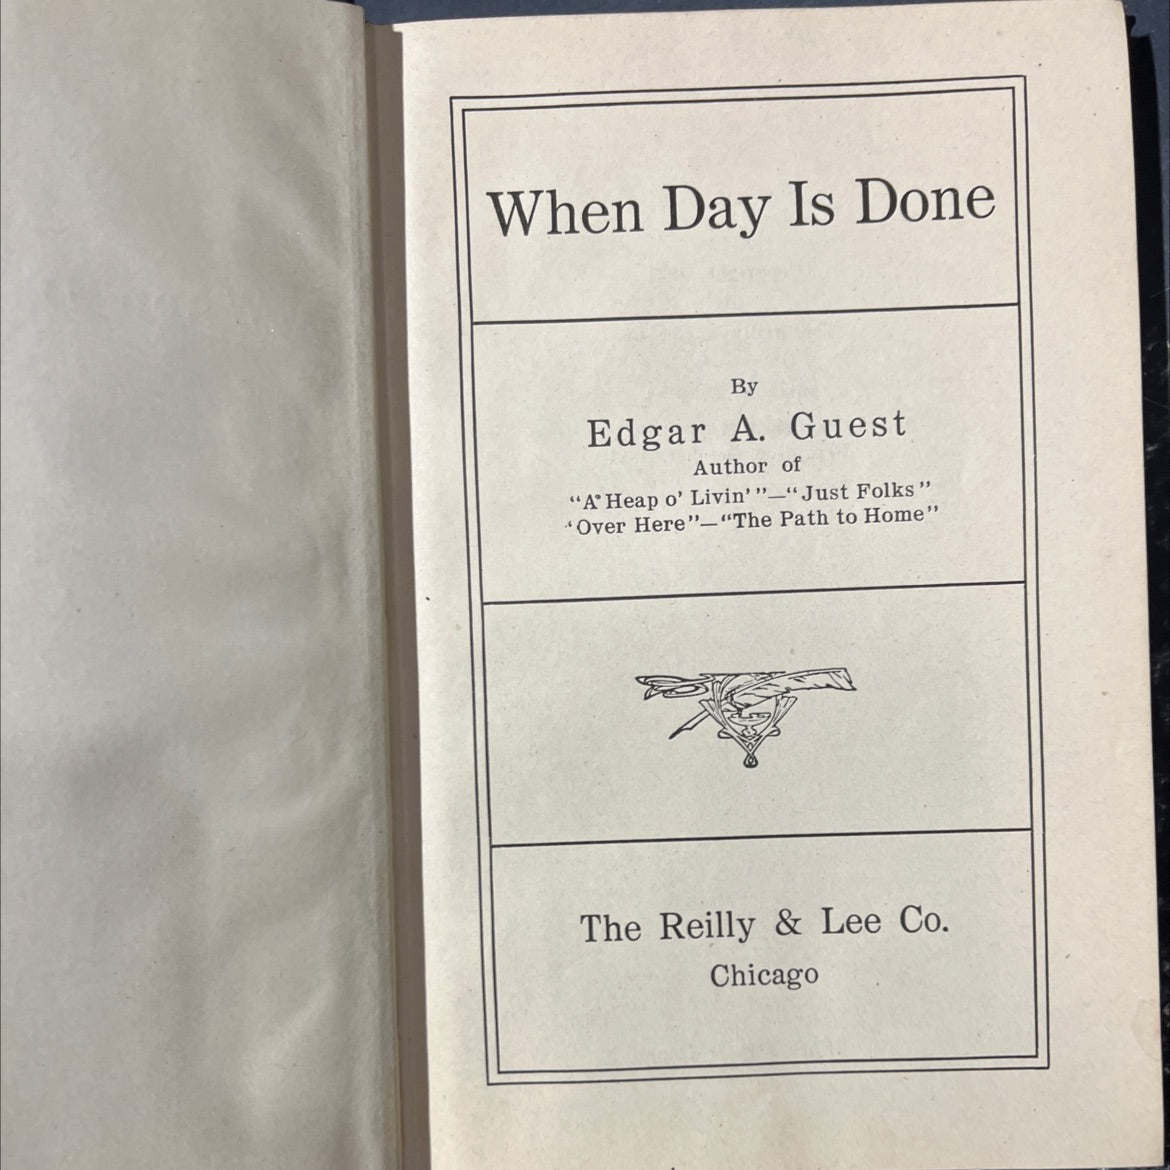 When Day Is Done
By
Edgar A. Guest
Author of
"A Heap o' Livin' "—"Just Folks"
'Over Here"—"The Path to Home"
The Reilly & Lee Co.
Chicago